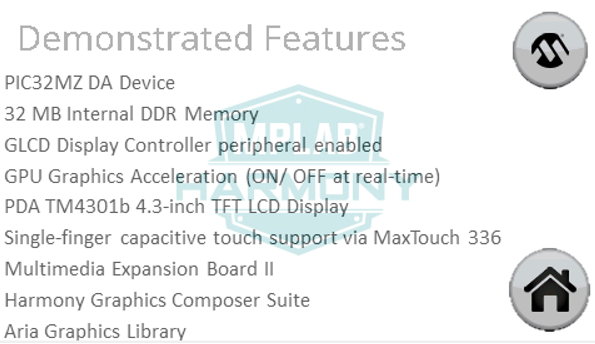 Demonstrated Features
PIC32MZ DA Device
32 MB Internal DDR Memory
MPLAB®
GLCD Display Controller peripheral enabled
GPU Graphics Acceleration (ON/ OFF at real-time)
HARMONY
PDA TM4301b 4.3-inch TFT LCD Display
Single-finger capacitive touch support via MaxTouch 336
Multimedia Expansion Board II
Harmony Graphics Composer Suite
Aria Graphics Library